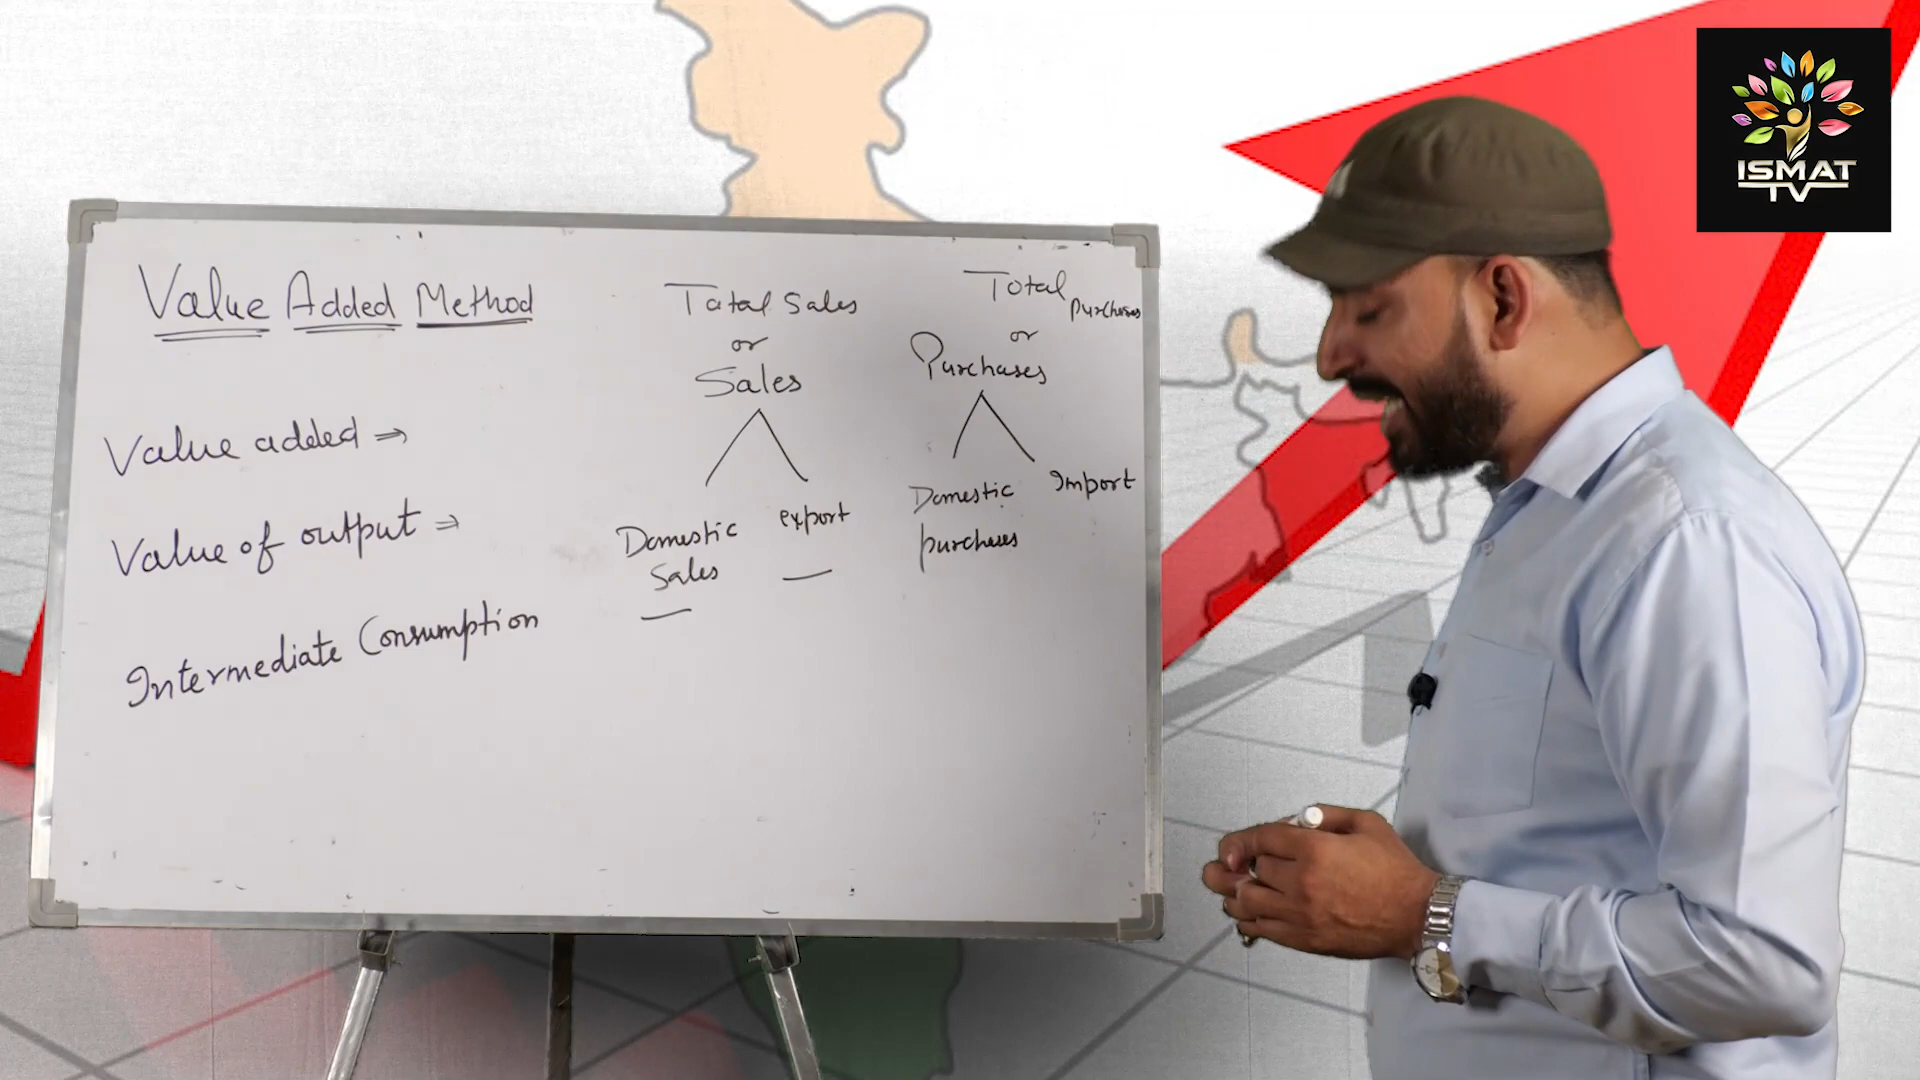 Value Added Method
Value added ⇒
Value of output ⇒
Intermediate Consumption
Total Sales
or
Sales
Domestic
Sales
export
Total
purchases
or
Purchases
Domestic
purchases
Import
ISMAT
TV